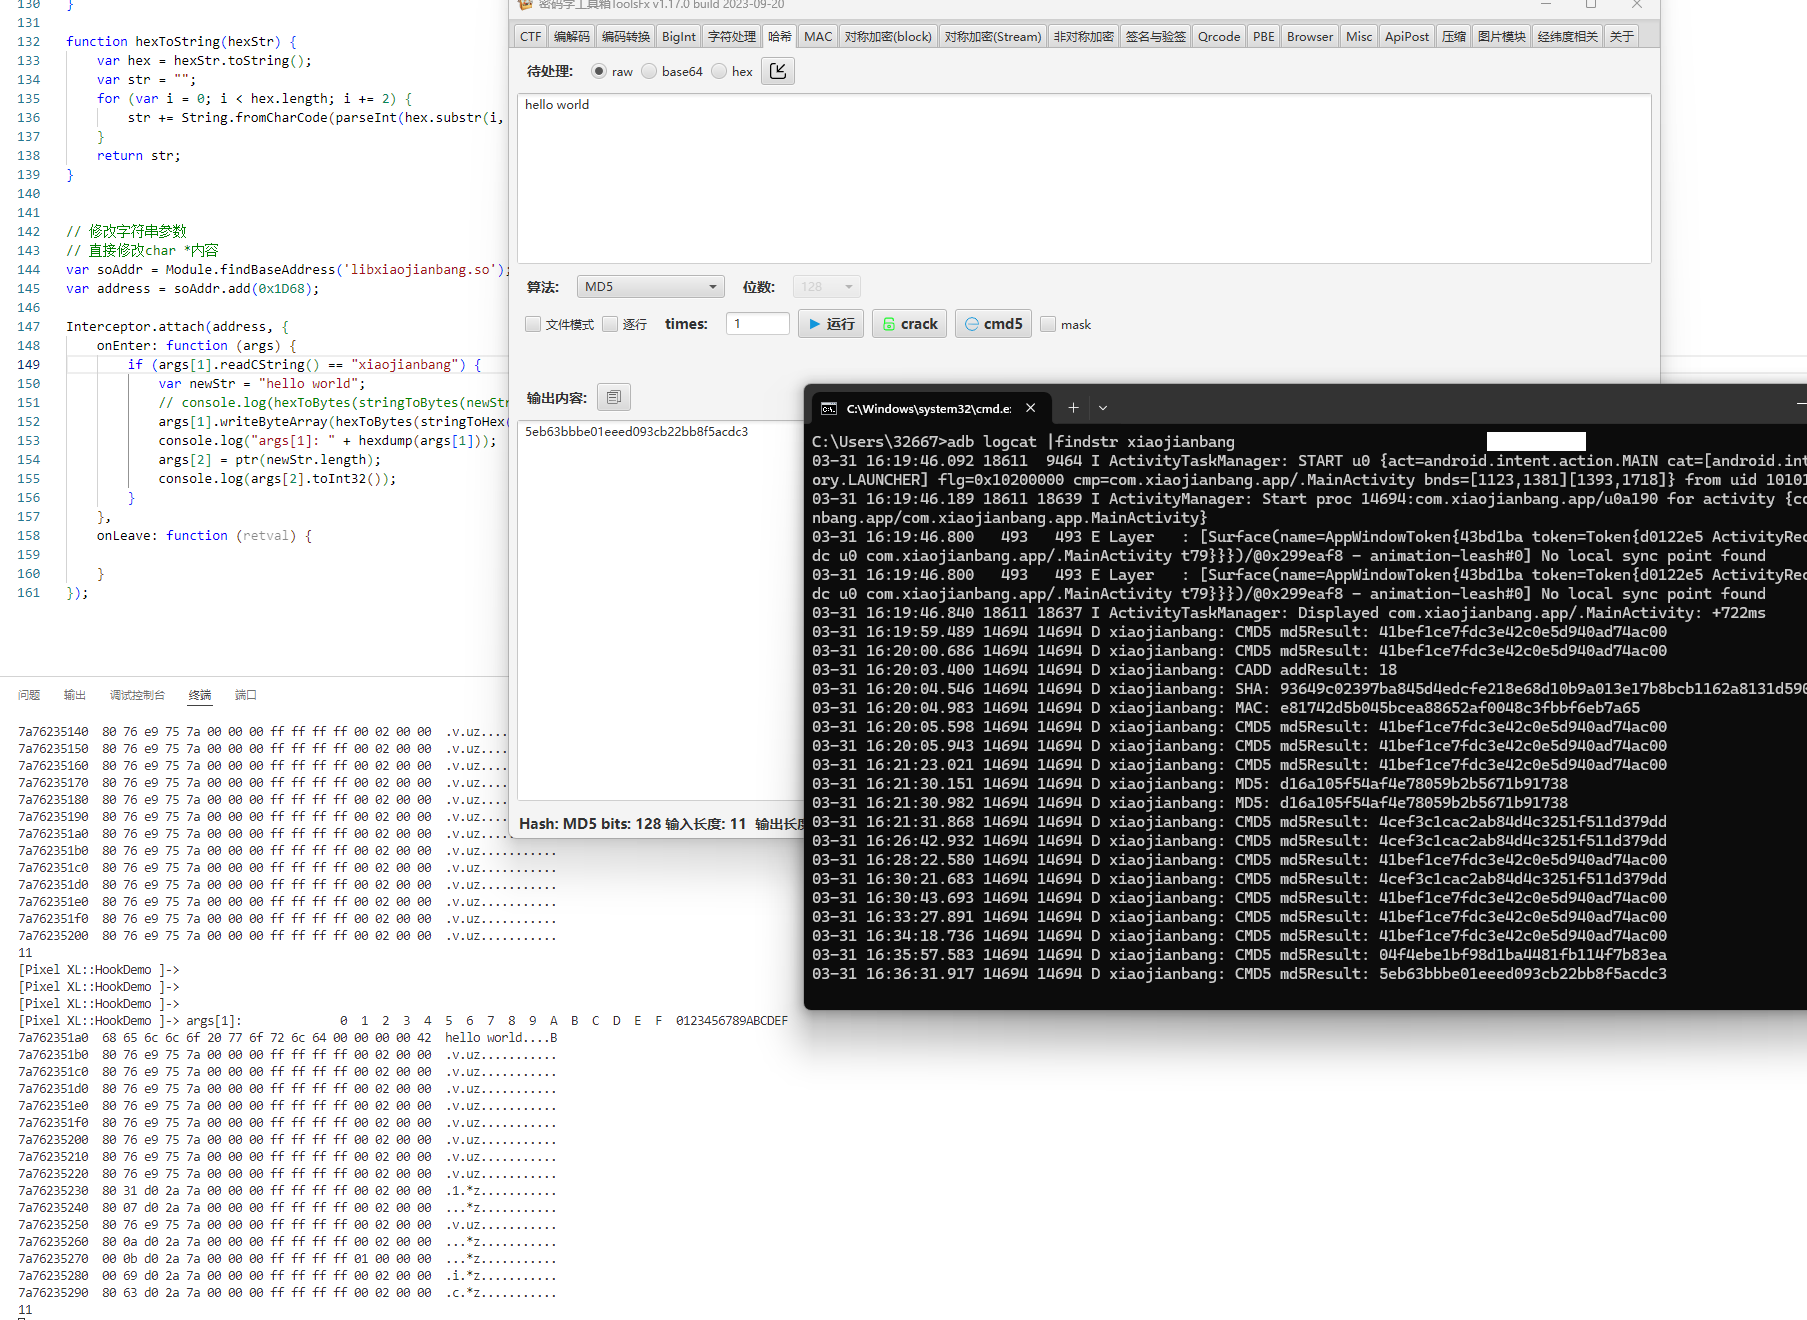 130 }
131
132 function hexToString(hexStr) {
133 var hex = hexStr.toString();
134 var str = "";
135 for (var i = 0; i < hex.length; i += 2) {
136 str += String.fromCharCode(parseInt(hex.substr(i,
137 }
138 return str;
139 }
140
141
142 // 修改字符串参数
143 // 直接修改char *内容
144 var soAddr = Module.findBaseAddress('libxiaojianbang.so');
145 var address = soAddr.add(0x1D68);
146
147 Interceptor.attach(address, {
148 onEnter: function (args) {
149 if (args[1].readCString() == "xiaojianbang") {
150 var newStr = "hello world";
151 // console.log(hexToBytes(stringToBytes(newStr
152 args[1].writeByteArray(hexToBytes(stringToHex(
153 console.log("args[1]: " + hexdump(args[1]));
154 args[2] = ptr(newStr.length);
155 console.log(args[2].toInt32());
156 }
157 },
158 onLeave: function (retval) {
159
160 }
161 });
密码学工具箱ToolsFx v1.17.0 build 2023-09-20
CTF 编解码 编码转换 BigInt 字符处理 哈希 MAC 对称加密(block) 对称加密(Stream) 非对称加密 签名与验签 Qrcode PBE Browser Misc ApiPost 压缩 图片模块 经纬度相关 关于
待处理: raw base64 hex
hello world
算法: MD5 位数: 128
文件模式 逐行 times: 1 运行 crack cmd5 mask
输出内容:
5eb63bbbe01eeed093cb22bb8f5acdc3
Hash: MD5 bits: 128 输入长度: 11 输出长度
C:\Windows\system32\cmd.e:
C:\Users\32667>adb logcat |findstr xiaojianbang
03-31 16:19:46.092 18611 9464 I ActivityTaskManager: START u0 {act=android.intent.action.MAIN cat=[android.int
ory.LAUNCHER] flg=0x10200000 cmp=com.xiaojianbang.app/.MainActivity bnds=[1123,1381][1393,1718]} from uid 10101
03-31 16:19:46.189 18611 18639 I ActivityManager: Start proc 14694:com.xiaojianbang.app/u0a190 for activity {co
nbang.app/com.xiaojianbang.app.MainActivity}
03-31 16:19:46.800 493 493 E Layer : [Surface(name=AppWindowToken{43bd1ba token=Token{d0122e5 ActivityRec
dc u0 com.xiaojianbang.app/.MainActivity t79}}})/@0x299eaf8 - animation-leash#0] No local sync point found
03-31 16:19:46.800 493 493 E Layer : [Surface(name=AppWindowToken{43bd1ba token=Token{d0122e5 ActivityRec
dc u0 com.xiaojianbang.app/.MainActivity t79}}})/@0x299eaf8 - animation-leash#0] No local sync point found
03-31 16:19:46.840 18611 18637 I ActivityTaskManager: Displayed com.xiaojianbang.app/.MainActivity: +722ms
03-31 16:19:59.489 14694 14694 D xiaojianbang: CMD5 md5Result: 41bef1ce7fdc3e42c0e5d940ad74ac00
03-31 16:20:00.686 14694 14694 D xiaojianbang: CMD5 md5Result: 41bef1ce7fdc3e42c0e5d940ad74ac00
03-31 16:20:03.400 14694 14694 D xiaojianbang: CADD addResult: 18
03-31 16:20:04.546 14694 14694 D xiaojianbang: SHA: 93649c02397ba845d4edcfe218e68d10b9a013e17b8bcb1162a8131d590
03-31 16:20:04.983 14694 14694 D xiaojianbang: MAC: e81742d5b045bcea88652af0048c3fbbf6eb7a65
03-31 16:20:05.598 14694 14694 D xiaojianbang: CMD5 md5Result: 41bef1ce7fdc3e42c0e5d940ad74ac00
03-31 16:20:05.943 14694 14694 D xiaojianbang: CMD5 md5Result: 41bef1ce7fdc3e42c0e5d940ad74ac00
03-31 16:21:23.021 14694 14694 D xiaojianbang: CMD5 md5Result: 41bef1ce7fdc3e42c0e5d940ad74ac00
03-31 16:21:30.151 14694 14694 D xiaojianbang: MD5: d16a105f54af4e78059b2b5671b91738
03-31 16:21:30.982 14694 14694 D xiaojianbang: MD5: d16a105f54af4e78059b2b5671b91738
03-31 16:21:31.868 14694 14694 D xiaojianbang: CMD5 md5Result: 4cef3c1cac2ab84d4c3251f511d379dd
03-31 16:26:42.932 14694 14694 D xiaojianbang: CMD5 md5Result: 4cef3c1cac2ab84d4c3251f511d379dd
03-31 16:28:22.580 14694 14694 D xiaojianbang: CMD5 md5Result: 41bef1ce7fdc3e42c0e5d940ad74ac00
03-31 16:30:21.683 14694 14694 D xiaojianbang: CMD5 md5Result: 4cef3c1cac2ab84d4c3251f511d379dd
03-31 16:30:43.693 14694 14694 D xiaojianbang: CMD5 md5Result: 41bef1ce7fdc3e42c0e5d940ad74ac00
03-31 16:33:27.891 14694 14694 D xiaojianbang: CMD5 md5Result: 41bef1ce7fdc3e42c0e5d940ad74ac00
03-31 16:34:18.736 14694 14694 D xiaojianbang: CMD5 md5Result: 41bef1ce7fdc3e42c0e5d940ad74ac00
03-31 16:35:57.583 14694 14694 D xiaojianbang: CMD5 md5Result: 04f4ebe1bf98d1ba4481fb114f7b83ea
03-31 16:36:31.917 14694 14694 D xiaojianbang: CMD5 md5Result: 5eb63bbbe01eeed093cb22bb8f5acdc3
问题 输出 调试控制台 终端 端口
7a76235140 80 76 e9 75 7a 00 00 00 ff ff ff ff 00 02 00 00 .v.uz....
7a76235150 80 76 e9 75 7a 00 00 00 ff ff ff ff 00 02 00 00 .v.uz....
7a76235160 80 76 e9 75 7a 00 00 00 ff ff ff ff 00 02 00 00 .v.uz....
7a76235170 80 76 e9 75 7a 00 00 00 ff ff ff ff 00 02 00 00 .v.uz....
7a76235180 80 76 e9 75 7a 00 00 00 ff ff ff ff 00 02 00 00 .v.uz....
7a76235190 80 76 e9 75 7a 00 00 00 ff ff ff ff 00 02 00 00 .v.uz....
7a762351a0 80 76 e9 75 7a 00 00 00 ff ff ff ff 00 02 00 00 .v.uz....
7a762351b0 80 76 e9 75 7a 00 00 00 ff ff ff ff 00 02 00 00 .v.uz...........
7a762351c0 80 76 e9 75 7a 00 00 00 ff ff ff ff 00 02 00 00 .v.uz...........
7a762351d0 80 76 e9 75 7a 00 00 00 ff ff ff ff 00 02 00 00 .v.uz...........
7a762351e0 80 76 e9 75 7a 00 00 00 ff ff ff ff 00 02 00 00 .v.uz...........
7a762351f0 80 76 e9 75 7a 00 00 00 ff ff ff ff 00 02 00 00 .v.uz...........
7a76235200 80 76 e9 75 7a 00 00 00 ff ff ff ff 00 02 00 00 .v.uz...........
11
[Pixel XL::HookDemo ]->
[Pixel XL::HookDemo ]->
[Pixel XL::HookDemo ]->
[Pixel XL::HookDemo ]-> args[1]: 0 1 2 3 4 5 6 7 8 9 A B C D E F 0123456789ABCDEF
7a762351a0 68 65 6c 6c 6f 20 77 6f 72 6c 64 00 00 00 00 42 hello world....B
7a762351b0 80 76 e9 75 7a 00 00 00 ff ff ff ff 00 02 00 00 .v.uz...........
7a762351c0 80 76 e9 75 7a 00 00 00 ff ff ff ff 00 02 00 00 .v.uz...........
7a762351d0 80 76 e9 75 7a 00 00 00 ff ff ff ff 00 02 00 00 .v.uz...........
7a762351e0 80 76 e9 75 7a 00 00 00 ff ff ff ff 00 02 00 00 .v.uz...........
7a762351f0 80 76 e9 75 7a 00 00 00 ff ff ff ff 00 02 00 00 .v.uz...........
7a76235200 80 76 e9 75 7a 00 00 00 ff ff ff ff 00 02 00 00 .v.uz...........
7a76235210 80 76 e9 75 7a 00 00 00 ff ff ff ff 00 02 00 00 .v.uz...........
7a76235220 80 76 e9 75 7a 00 00 00 ff ff ff ff 00 02 00 00 .v.uz...........
7a76235230 80 31 d0 2a 7a 00 00 00 ff ff ff ff 00 02 00 00 .1.*z...........
7a76235240 80 07 d0 2a 7a 00 00 00 ff ff ff ff 00 02 00 00 ...*z...........
7a76235250 80 76 e9 75 7a 00 00 00 ff ff ff ff 00 02 00 00 .v.uz...........
7a76235260 80 0a d0 2a 7a 00 00 00 ff ff ff ff 00 02 00 00 ...*z...........
7a76235270 00 0b d0 2a 7a 00 00 00 ff ff ff ff 01 00 00 00 ...*z...........
7a76235280 00 69 d0 2a 7a 00 00 00 ff ff ff ff 00 02 00 00 .i.*z...........
7a76235290 80 63 d0 2a 7a 00 00 00 ff ff ff ff 00 02 00 00 .c.*z...........
11